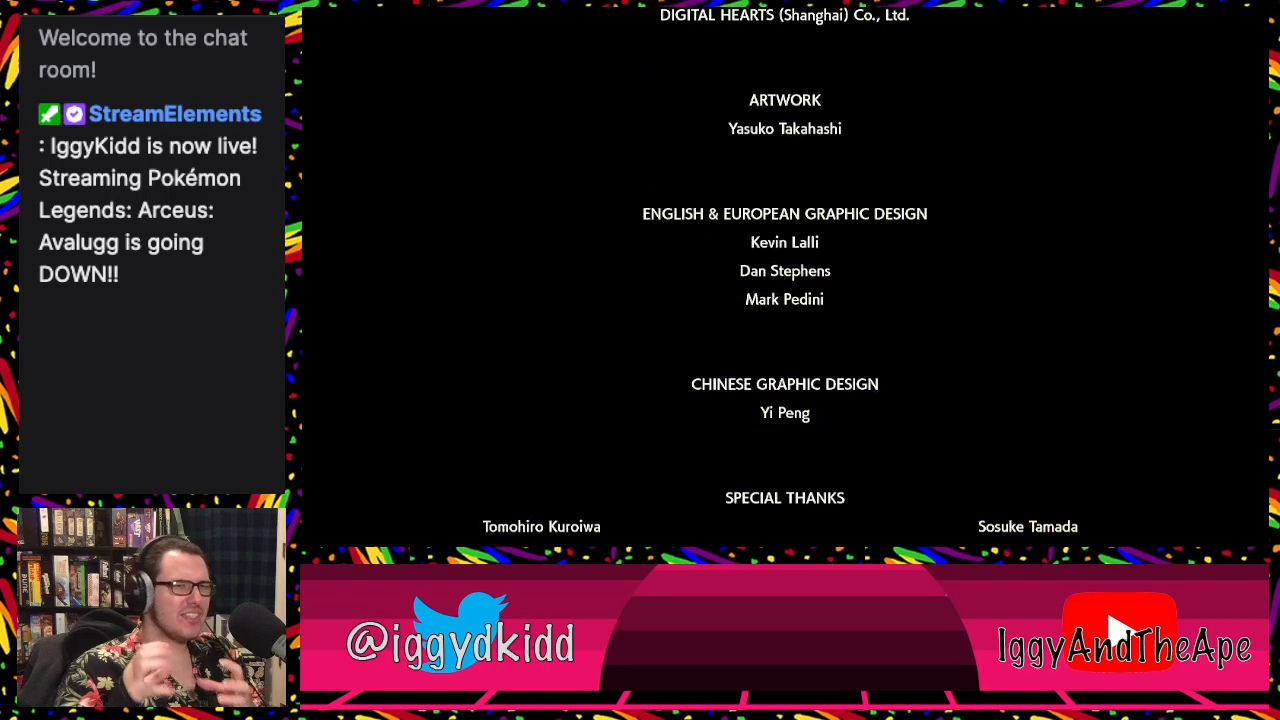 Welcome to the chat
room!
StreamElements
: IggyKidd is now live!
Streaming Pokémon
Legends: Arceus:
Avalugg is going
DOWN!!
DIGITAL HEARTS (Shanghai) Co., Ltd.
ARTWORK
Yasuko Takahashi
ENGLISH & EUROPEAN GRAPHIC DESIGN
Kevin Lalli
Dan Stephens
Mark Pedini
CHINESE GRAPHIC DESIGN
Yi Peng
SPECIAL THANKS
Tomohiro Kuroiwa Sosuke Tamada
@iggydkidd
IggyAndTheApe